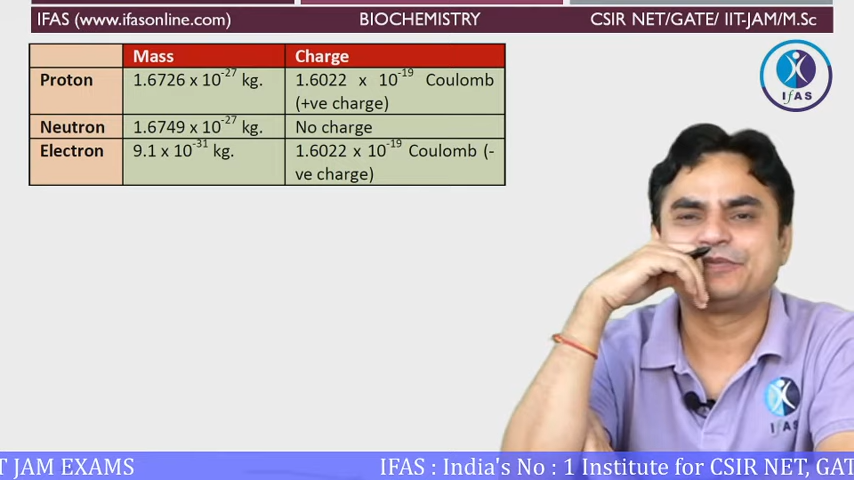 IFAS (www.ifasonline.com) BIOCHEMISTRY CSIR NET/GATE/ IIT-JAM/M.Sc
Mass Charge
Proton 1.6726 x 10⁻²⁷ kg. 1.6022 x 10⁻¹⁹ Coulomb
(+ve charge)
Neutron 1.6749 x 10⁻²⁷ kg. No charge
Electron 9.1 x 10⁻³¹ kg. 1.6022 x 10⁻¹⁹ Coulomb (-
ve charge)
IfAS
IfAS
T JAM EXAMS IFAS : India's No : 1 Institute for CSIR NET, GAT